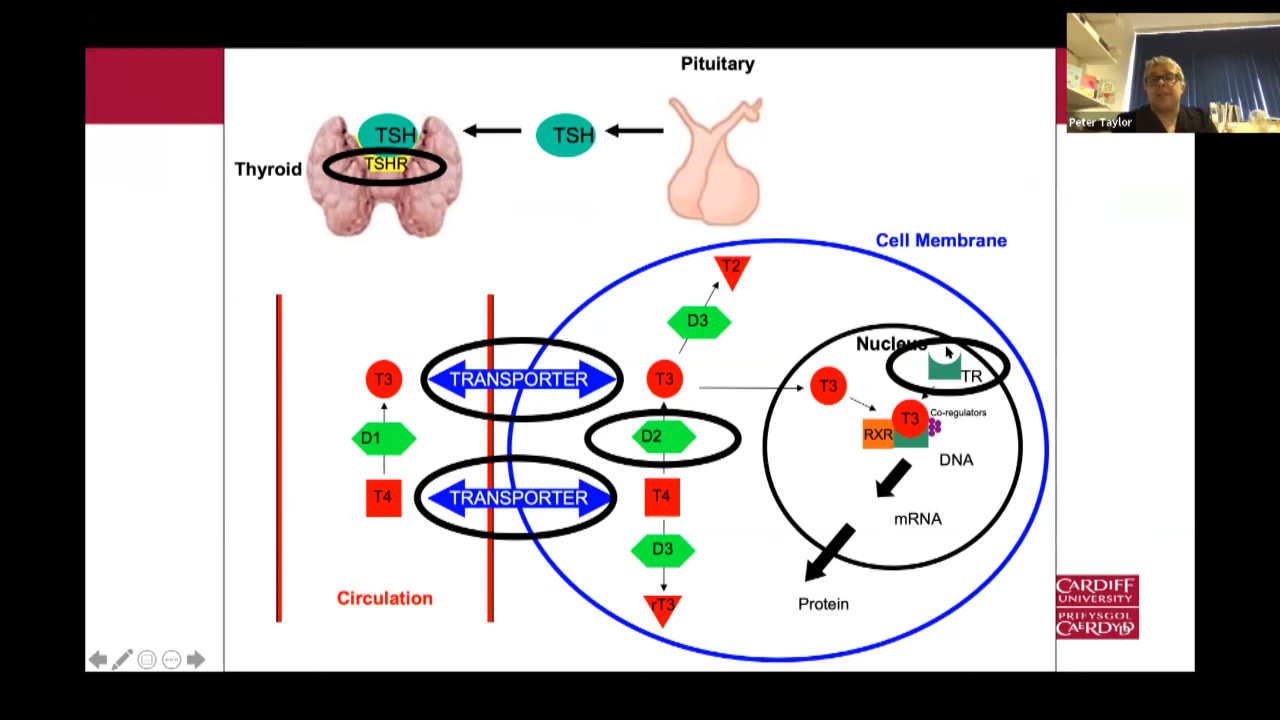 Pituitary
Peter Taylor
TSH
TSH
TSHR
Thyroid
Cell Membrane
T2
D3
Nucleus
T3
TRANSPORTER
T3
T3
TR
T3
Co-regulators
RXR
D1
D2
DNA
T4
TRANSPORTER
T4
mRNA
D3
Circulation
rT3
Protein
CARDIFF
UNIVERSITY
PRIFYSGOL
CAERDYDD